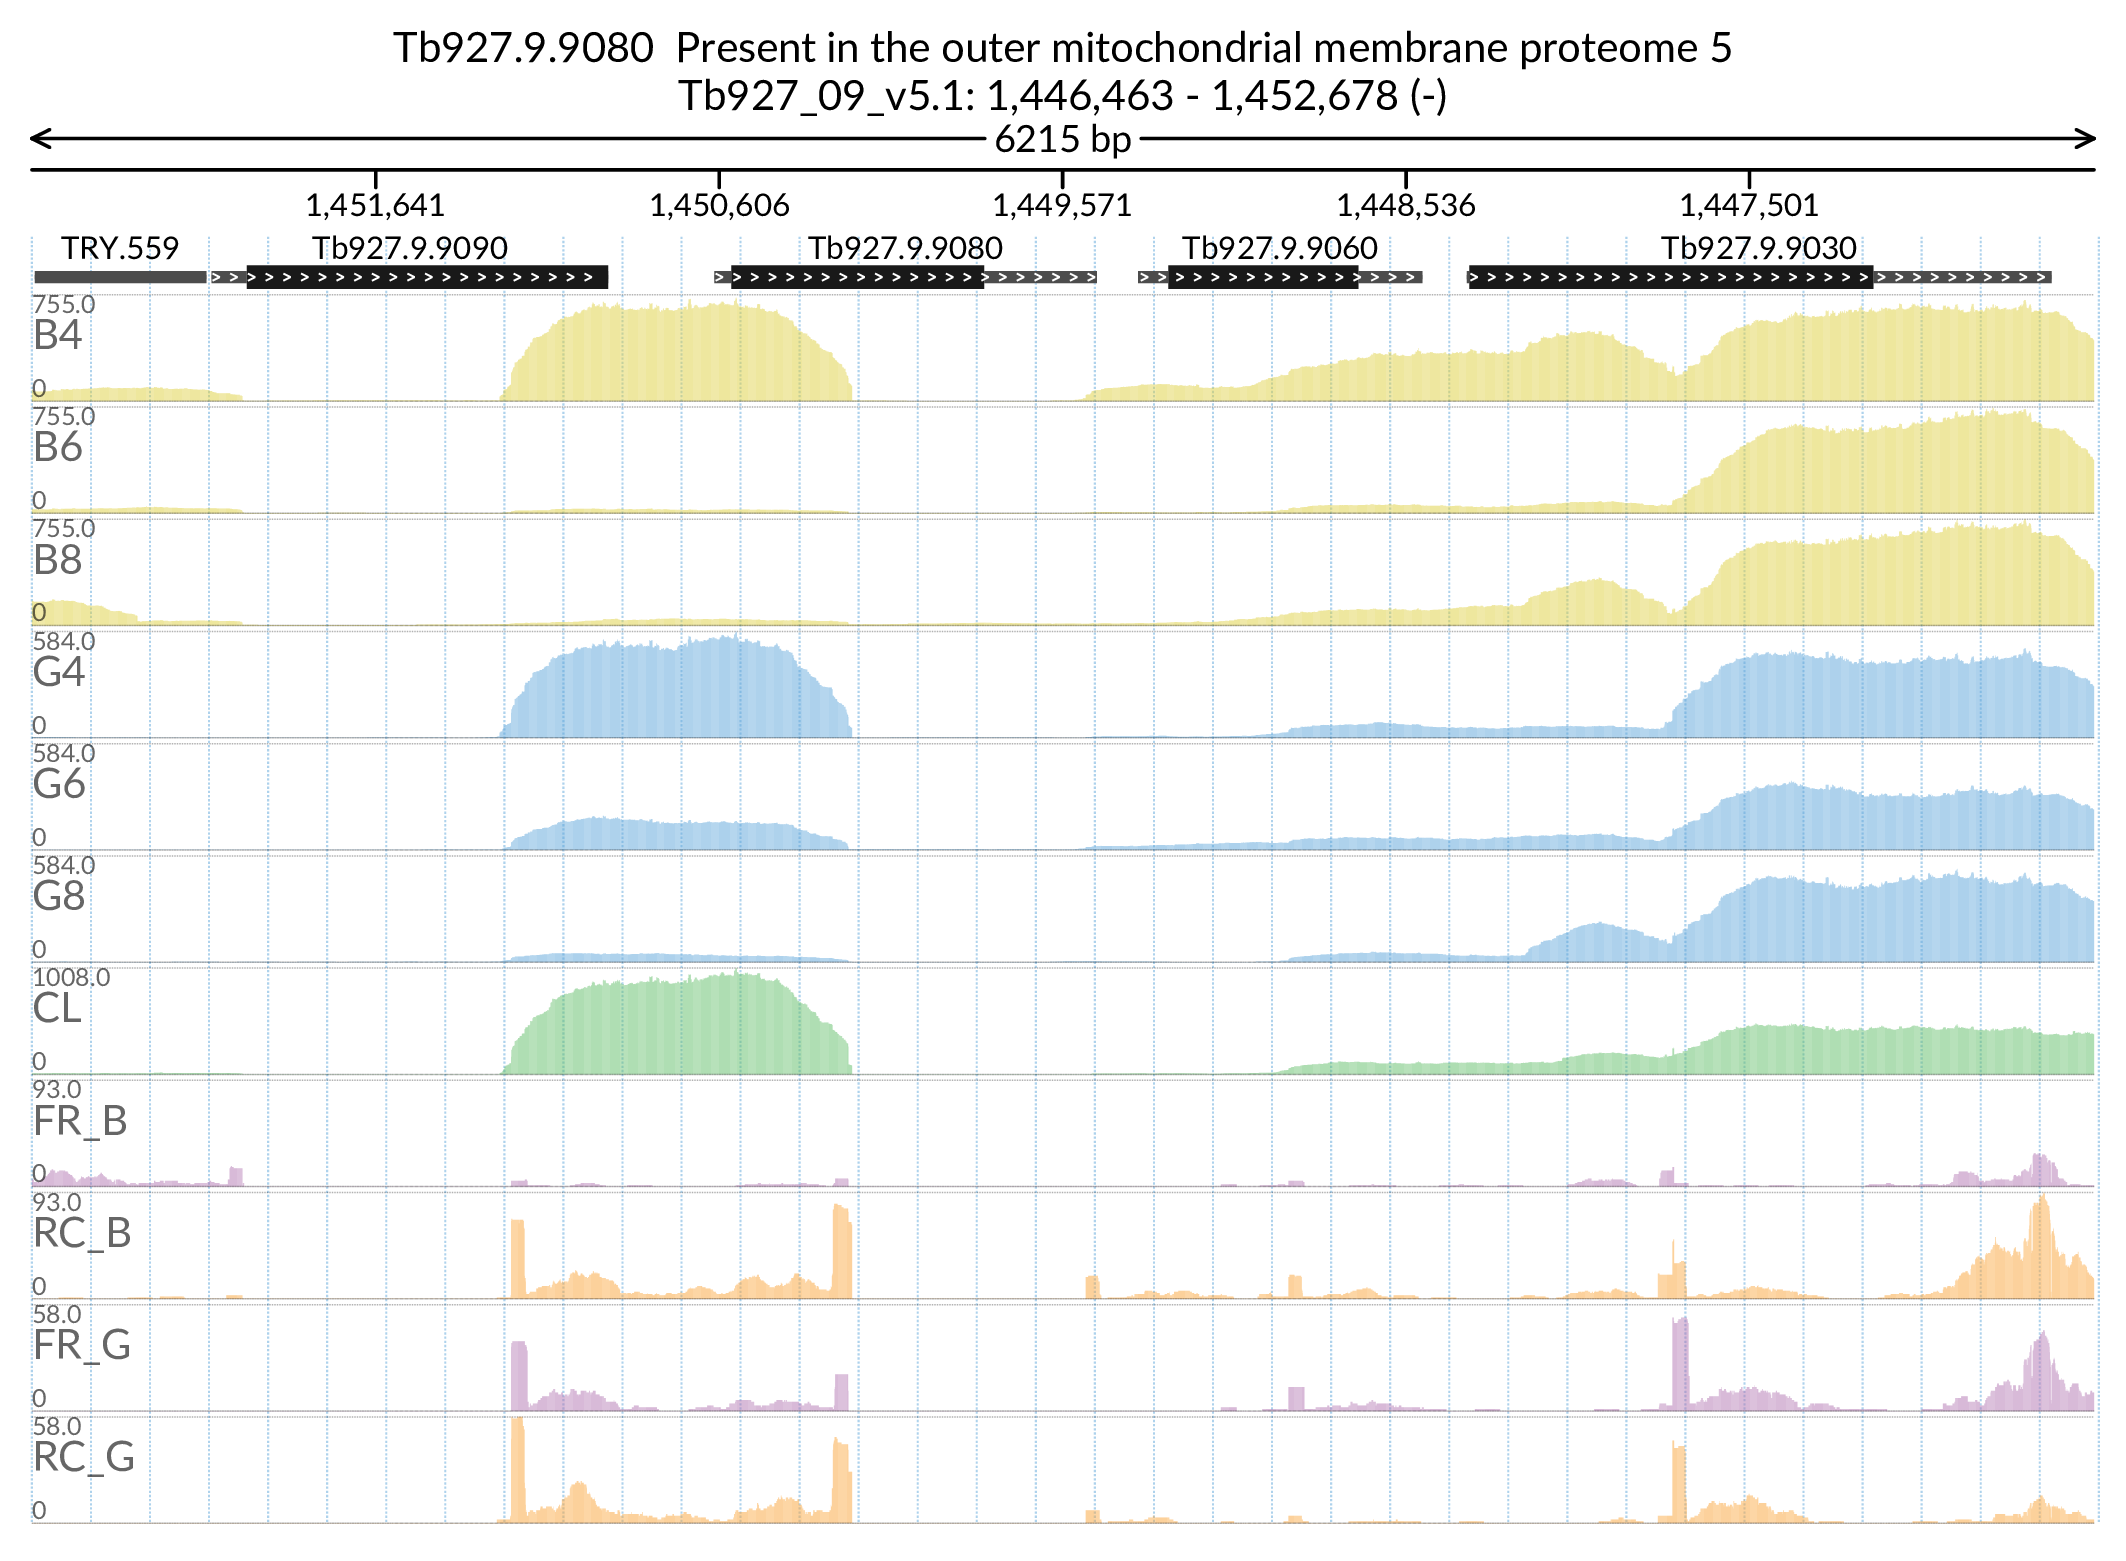 Tb927.9.9080  Present in the outer mitochondrial membrane proteome 5
Tb927_09_v5.1: 1,446,463 - 1,452,678 (-)
6215 bp
1,451,641 1,450,606 1,449,571 1,448,536 1,447,501
TRY.559 Tb927.9.9090 Tb927.9.9080 Tb927.9.9060 Tb927.9.9030
755.0
B4
0
755.0
B6
0
755.0
B8
0
584.0
G4
0
584.0
G6
0
584.0
G8
0
1008.0
CL
0
93.0
FR_B
0
93.0
RC_B
0
58.0
FR_G
0
58.0
RC_G
0